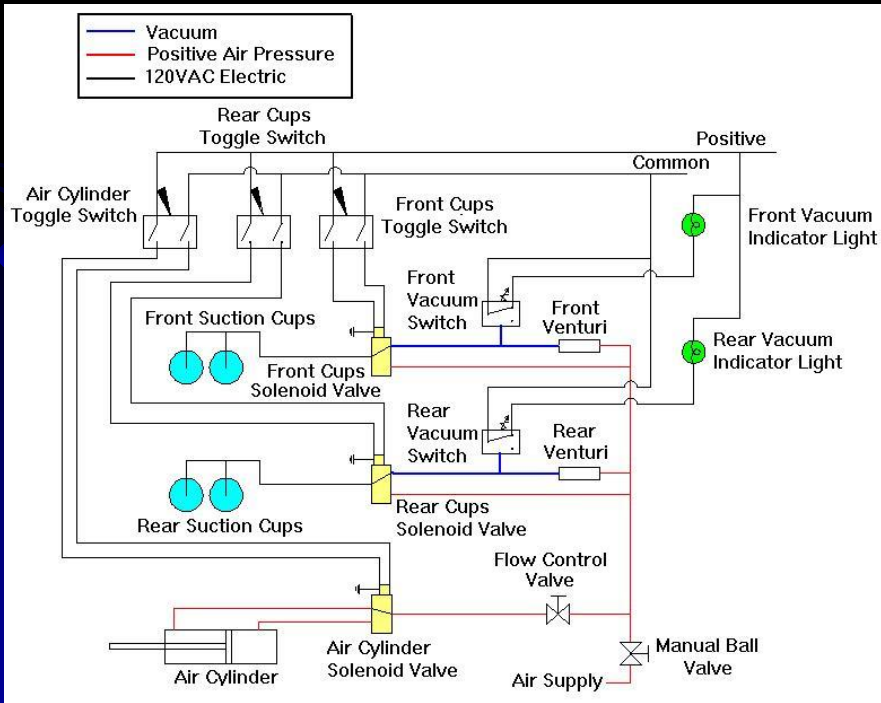 Vacuum
Positive Air Pressure
120VAC Electric
Rear Cups
Toggle Switch
Positive
Common
Air Cylinder
Toggle Switch
Front Cups
Toggle Switch
Front Vacuum
Indicator Light
Front
Vacuum
Switch
Front
Venturi
Front Suction Cups
Rear Vacuum
Indicator Light
Front Cups
Solenoid Valve
Rear
Vacuum
Switch
Rear
Venturi
Rear Suction Cups
Rear Cups
Solenoid Valve
Flow Control
Valve
Air Cylinder
Solenoid Valve
Manual Ball
Valve
Air Cylinder
Air Supply